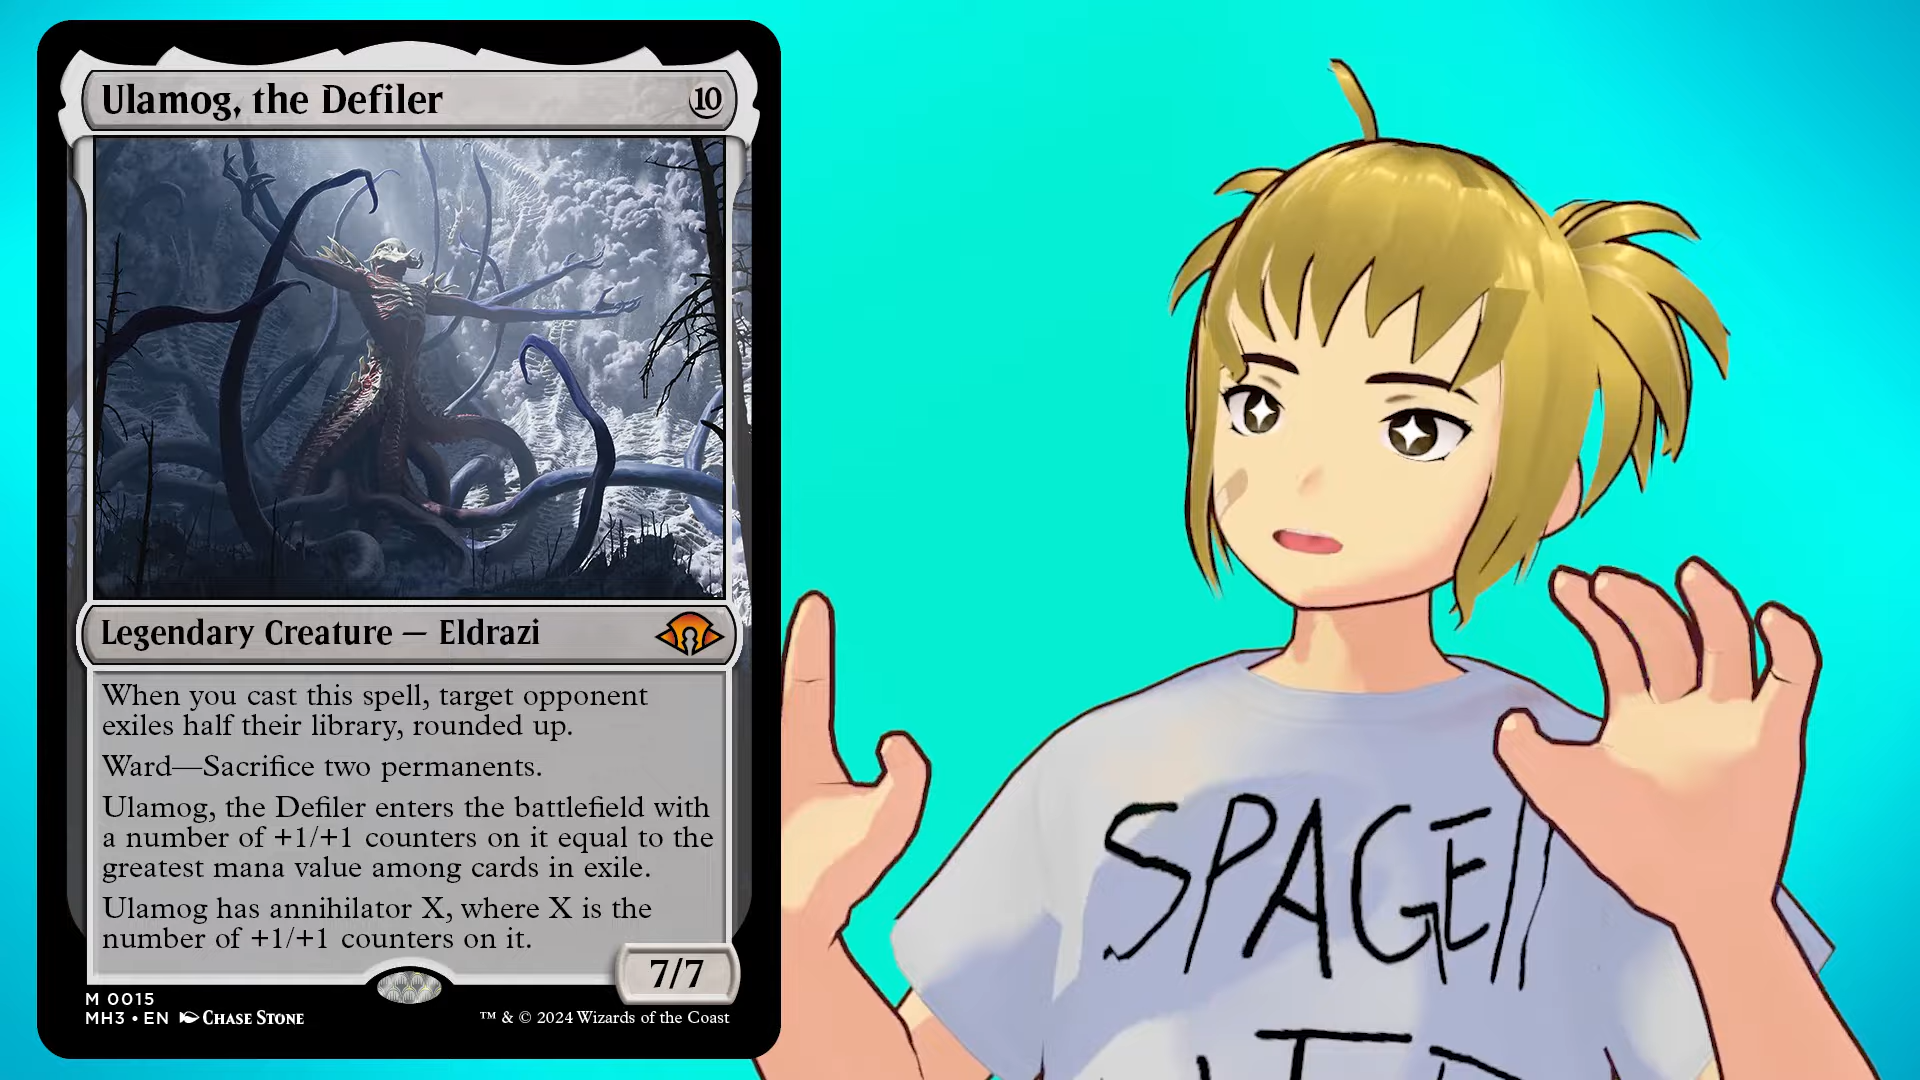 Ulamog, the Defiler
10
Legendary Creature — Eldrazi
When you cast this spell, target opponent
exiles half their library, rounded up.
Ward—Sacrifice two permanents.
Ulamog, the Defiler enters the battlefield with
a number of +1/+1 counters on it equal to the
greatest mana value among cards in exile.
Ulamog has annihilator X, where X is the
number of +1/+1 counters on it.
7/7
M 0015
MH3 • EN CHASE STONE
™ & © 2024 Wizards of the Coast